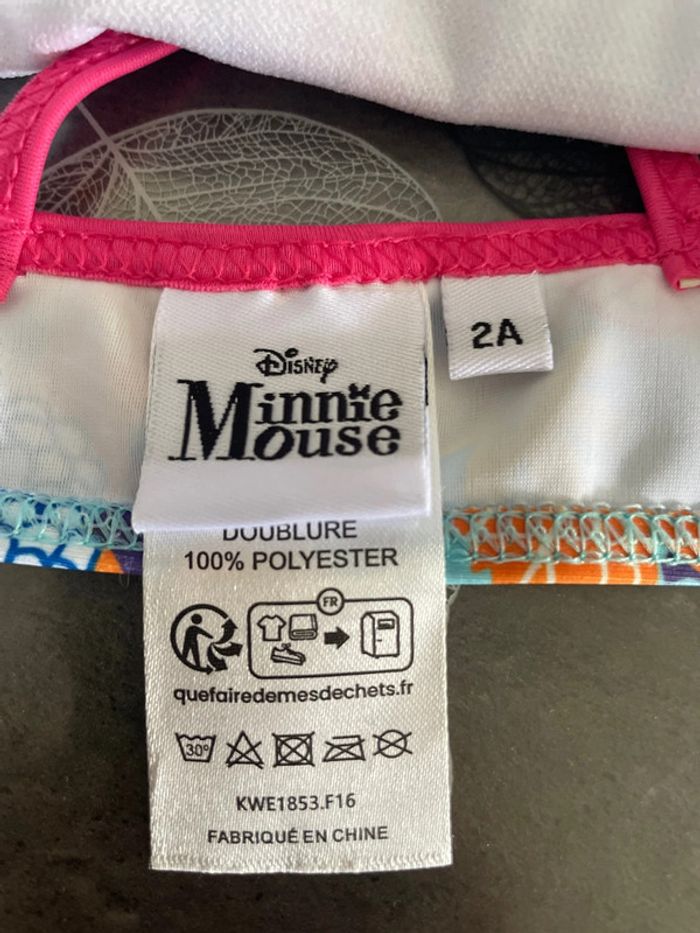 Disney
Minnie
Mouse
2A
DOUBLURE
100% POLYESTER
FR
quefairedemesdechets.fr
30°
KWE1853.F16
FABRIQUÉ EN CHINE